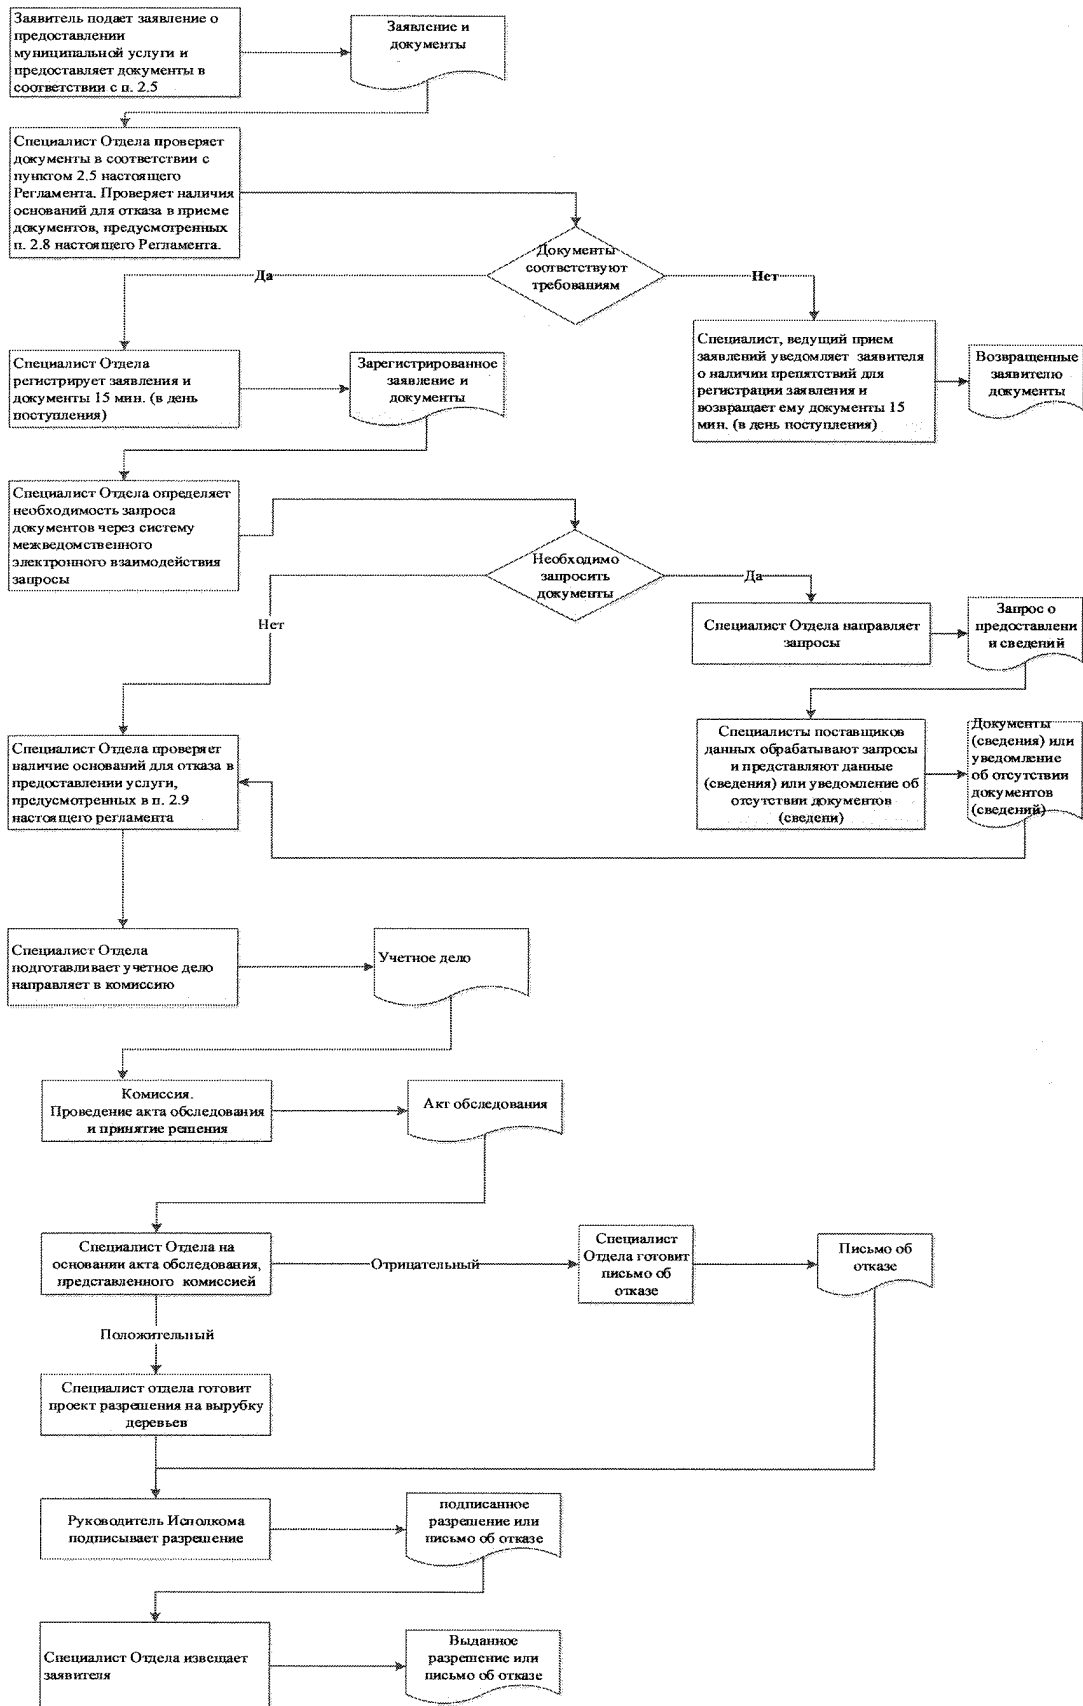 Заявитель подает заявление о
предоставлении
муниципальной услуги и
предоставляет документы в
соответствии с п. 2.5
Заявление и
документы
Специалист Отдела проверяет
документы в соответствии с
пунктом 2.5 настоящего
Регламента. Проверяет наличия
оснований для отказа в приеме
документов, предусмотренных
п. 2.8 настоящего Регламента.
Документы
соответствуют
требованиям
Да
Нет
Специалист Отдела
регистрирует заявления и
документы 15 мин. (в день
поступления)
Зарегистрированное
заявление и
документы
Специалист, ведущий прием
заявлений уведомляет заявителя
о наличии препятствий для
регистрации заявления и
возвращает ему документы 15
мин. (в день поступления)
Возвращенные
заявителю
документы
Специалист Отдела определяет
необходимость запроса
документов через систему
межведомственного
электронного взаимодействия
запросы
Необходимо
запросить
документы
Да
Нет
Специалист Отдела направляет
запросы
Запрос о
предоставлени
и сведений
Специалист Отдела проверяет
наличие оснований для отказа в
предоставлении услуги,
предусмотренных в п. 2.9
настоящего регламента
Специалисты поставщиков
данных обрабатывают запросы
и представляют данные
(сведения) или уведомление об
отсутствии документов
(сведени)
Документы
(сведения) или
уведомление
об отсутствии
документов
(сведений)
Специалист Отдела
подготавливает учетное дело
направляет в комиссию
Учетное дело
Комиссия.
Проведение акта обследования
и принятие решения
Акт обследования
Специалист Отдела на
основании акта обследования,
представленного комиссией
Отрицательный
Специалист
Отдела готовит
письмо об
отказе
Письмо об
отказе
Положительный
Специалист отдела готовит
проект разрешения на вырубку
деревьев
Руководитель Исполкома
подписывает разрешение
подписанное
разрешение или
письмо об отказе
Специалист Отдела извещает
заявителя
Выданное
разрешение или
письмо об отказе